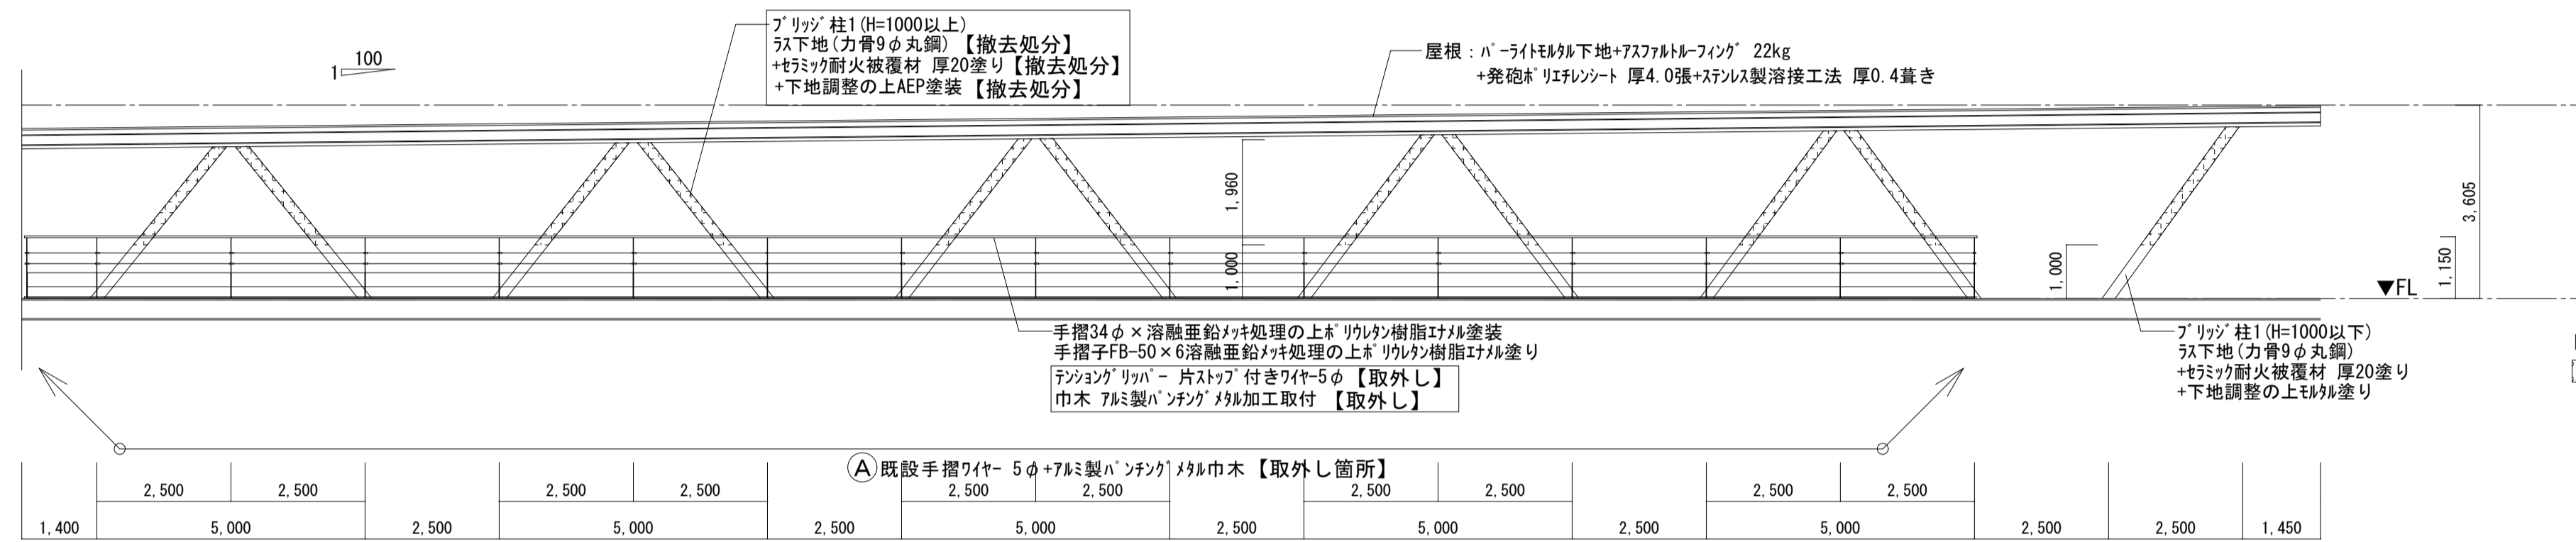 ﾌﾞﾘｯｼﾞ柱1(H=1000以上)
ﾗｽ下地(力骨9φ丸鋼)【撤去処分】
+ｾﾗﾐｯｸ耐火被覆材 厚20塗り【撤去処分】
+下地調整の上AEP塗装 【撤去処分】
100
1
屋根：ﾊﾟｰﾗｲﾄﾓﾙﾀﾙ下地+ｱｽﾌｧﾙﾄﾙｰﾌｨﾝｸﾞ 22kg
+発砲ﾎﾟﾘｴﾁﾚﾝｼｰﾄ 厚4.0張+ｽﾃﾝﾚｽ製溶接工法 厚0.4葺き
1,960
1,000
1,000
3,605
1,150
▼FL
手摺34φ×溶融亜鉛ﾒｯｷ処理の上ﾎﾟﾘｳﾚﾀﾝ樹脂ｴﾅﾒﾙ塗装
手摺子FB-50×6溶融亜鉛ﾒｯｷ処理の上ﾎﾟﾘｳﾚﾀﾝ樹脂ｴﾅﾒﾙ塗り
ﾃﾝｼｮﾝｸﾞﾘｯﾊﾟｰ 片ｽﾄｯﾌﾟ付きﾜｲﾔｰ5φ【取外し】
巾木 ｱﾙﾐ製ﾊﾟﾝﾁﾝｸﾞﾒﾀﾙ加工取付 【取外し】
ﾌﾞﾘｯｼﾞ柱1(H=1000以下)
ﾗｽ下地(力骨9φ丸鋼)
+ｾﾗﾐｯｸ耐火被覆材 厚20塗り
+下地調整の上ﾓﾙﾀﾙ塗り
Ⓐ既設手摺ﾜｲﾔｰ 5φ+ｱﾙﾐ製ﾊﾟﾝﾁﾝｸﾞﾒﾀﾙ巾木【取外し箇所】
2,500 2,500 2,500 2,500 2,500 2,500 2,500 2,500 2,500 2,500
1,400 5,000 2,500 5,000 2,500 5,000 2,500 5,000 2,500 5,000 2,500 2,500 1,450